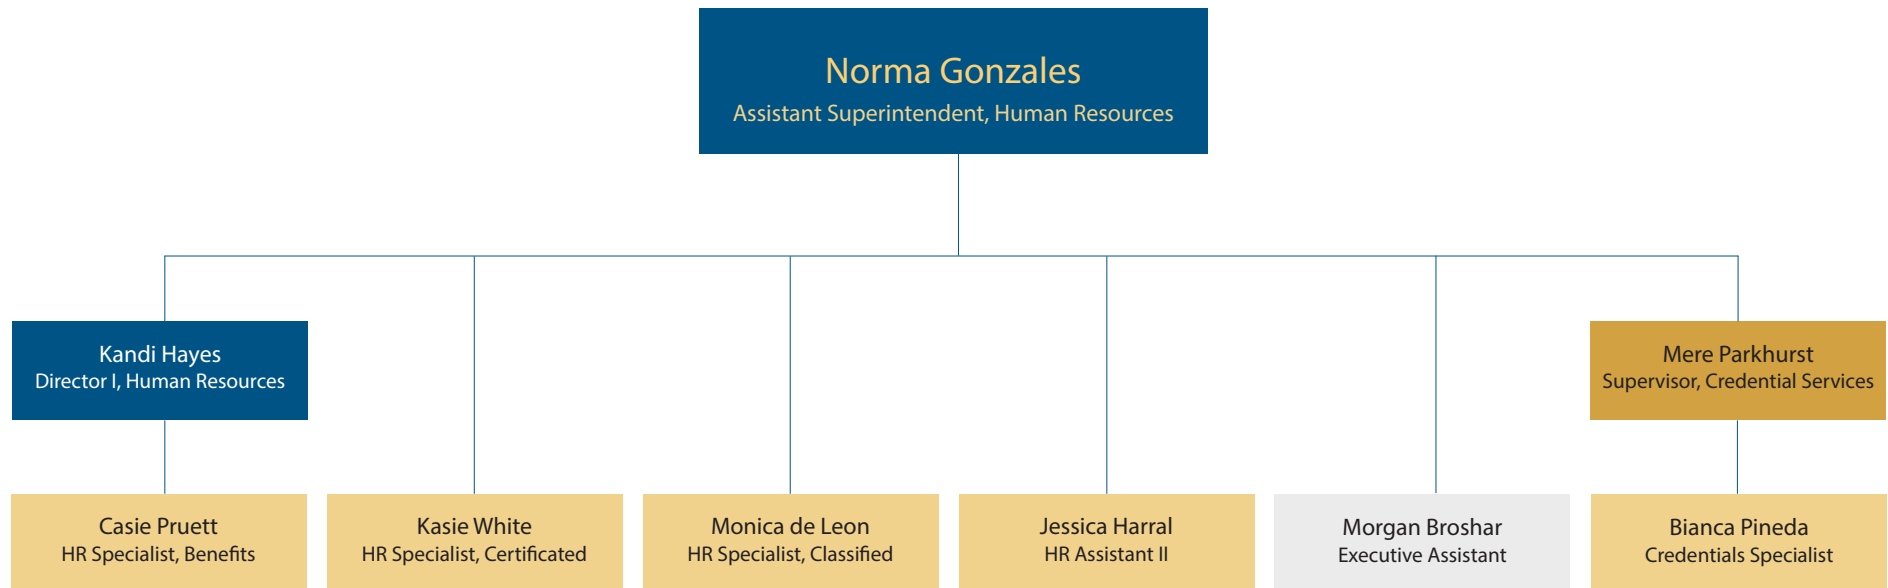 Norma Gonzales
Assistant Superintendent, Human Resources
Kandi Hayes
Director I, Human Resources
Mere Parkhurst
Supervisor, Credential Services
Casie Pruett
HR Specialist, Benefits
Kasie White
HR Specialist, Certificated
Monica de Leon
HR Specialist, Classified
Jessica Harral
HR Assistant II
Morgan Broshar
Executive Assistant
Bianca Pineda
Credentials Specialist